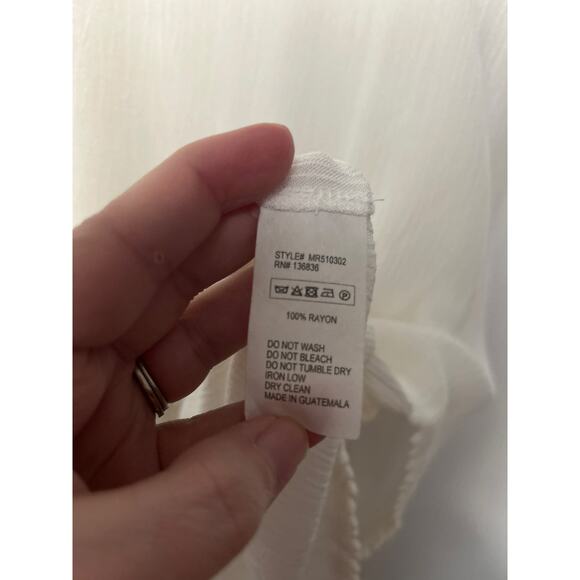 STYLE# MR510302
RN# 136836
100% RAYON
DO NOT WASH
DO NOT BLEACH
DO NOT TUMBLE DRY
IRON LOW
DRY CLEAN
MADE IN GUATEMALA